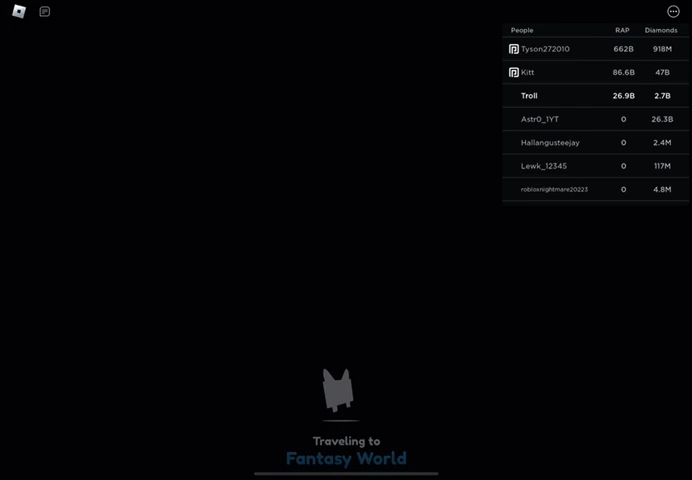 People RAP Diamonds
Tyson272010 662B 918M
Kitt 86.6B 47B
Troll 26.9B 2.7B
Astr0_1YT 0 26.3B
Hallangusteejay 0 2.4M
Lewk_12345 0 117M
robloxnightmare20223 0 4.8M
Traveling to
Fantasy World